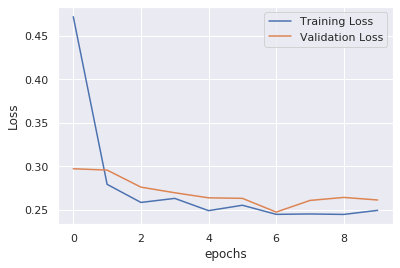 Training Loss
Validation Loss
0.45
0.40
0.35
0.30
0.25
Loss
0 2 4 6 8
epochs